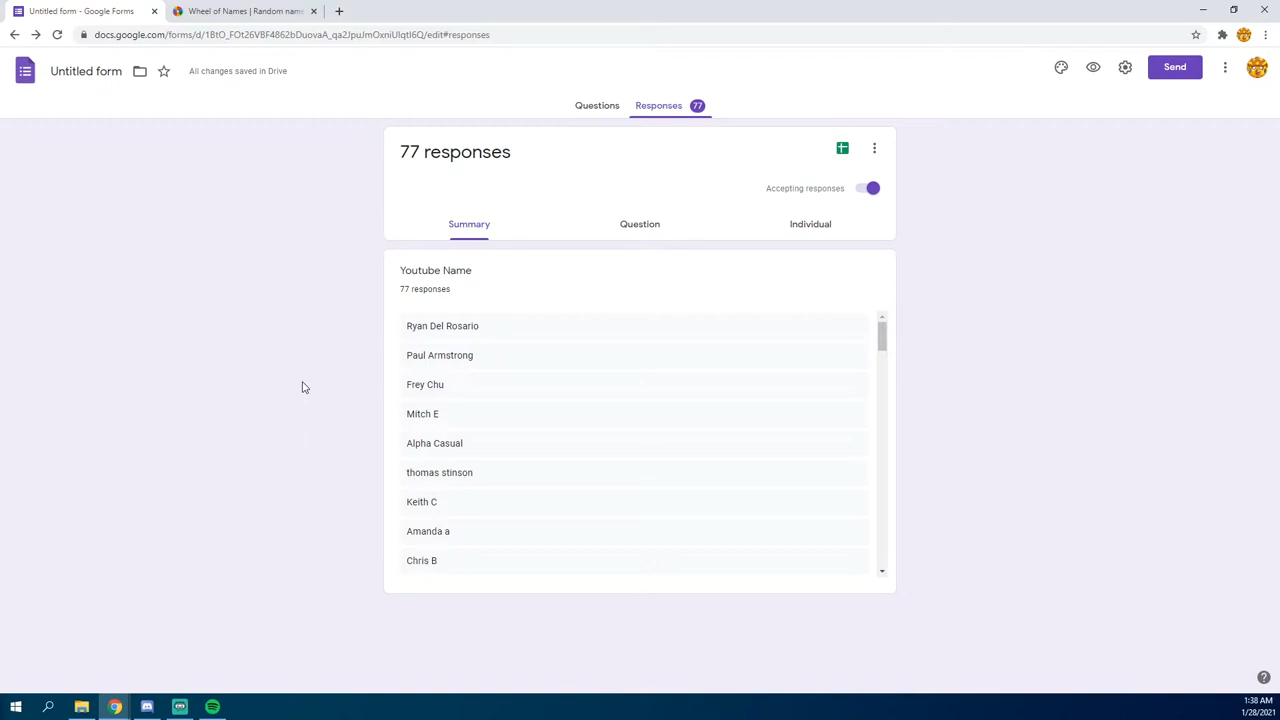 Untitled form - Google Forms
Wheel of Names | Random name
docs.google.com/forms/d/18tO_FOt26VBF4862bDuovaA_qa2JpuJmOxniUIqtI6Q/edit#responses
Untitled form
All changes saved in Drive
Send
Questions
Responses 77
77 responses
Accepting responses
Summary
Question
Individual
Youtube Name
77 responses
Ryan Del Rosario
Paul Armstrong
Frey Chu
Mitch E
Alpha Casual
thomas stinson
Keith C
Amanda a
Chris B
1:38 AM
1/28/2021